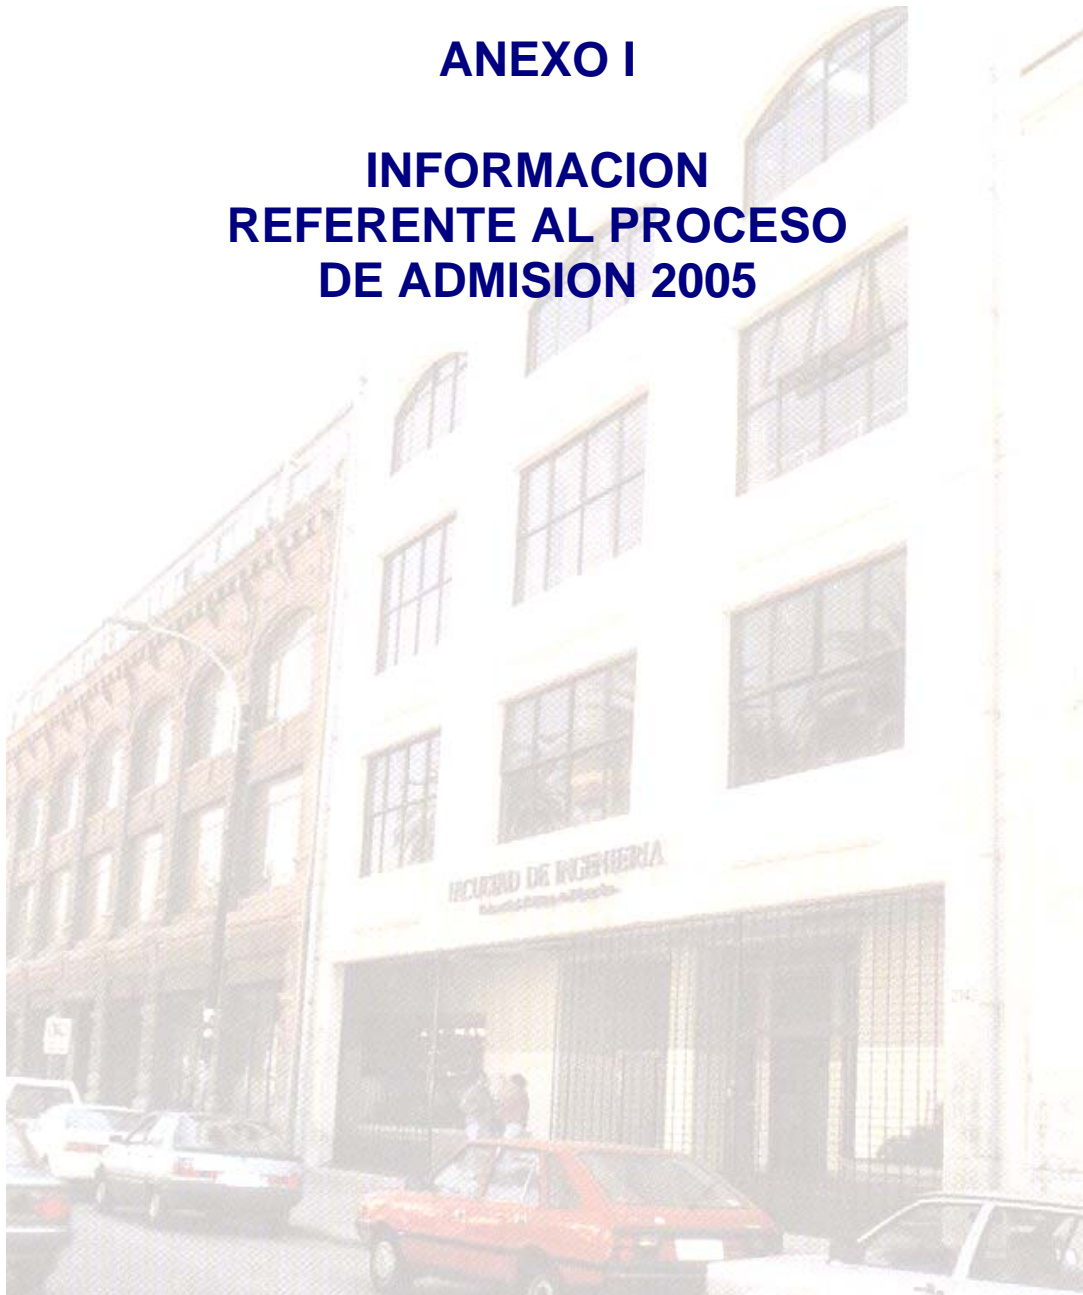 ANEXO I
INFORMACION
REFERENTE AL PROCESO
DE ADMISION 2005
FACULTAD DE INGENIERIA